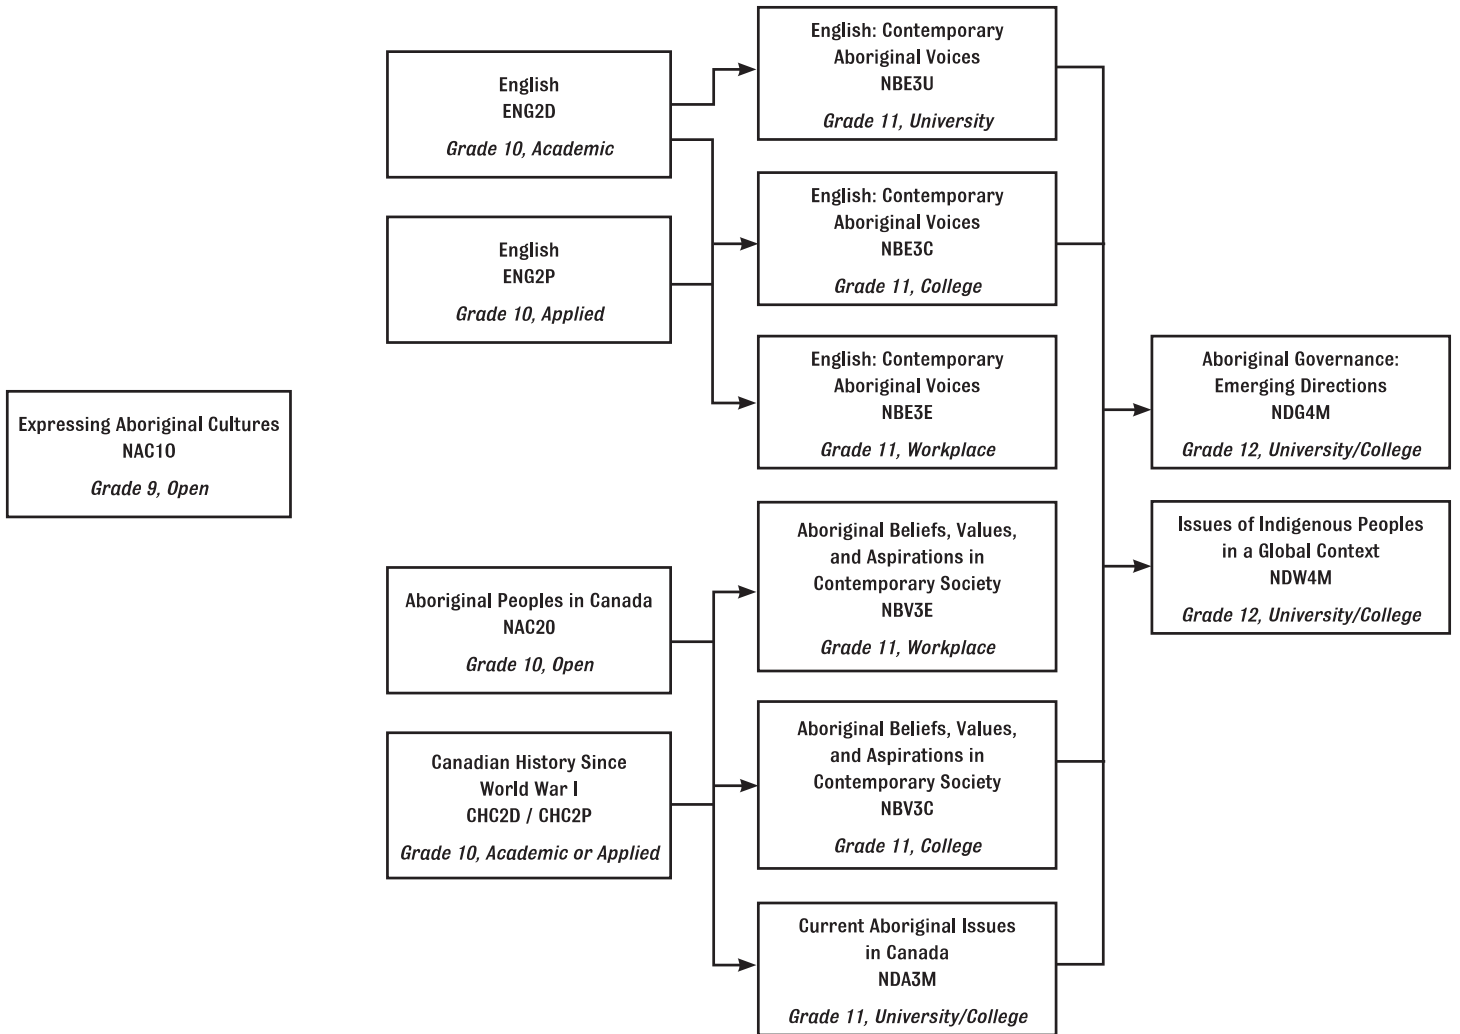 Expressing Aboriginal Cultures
NAC1O
Grade 9, Open
English
ENG2D
Grade 10, Academic
English
ENG2P
Grade 10, Applied
Aboriginal Peoples in Canada
NAC2O
Grade 10, Open
Canadian History Since
World War I
CHC2D / CHC2P
Grade 10, Academic or Applied
English: Contemporary
Aboriginal Voices
NBE3U
Grade 11, University
English: Contemporary
Aboriginal Voices
NBE3C
Grade 11, College
English: Contemporary
Aboriginal Voices
NBE3E
Grade 11, Workplace
Aboriginal Beliefs, Values,
and Aspirations in
Contemporary Society
NBV3E
Grade 11, Workplace
Aboriginal Beliefs, Values,
and Aspirations in
Contemporary Society
NBV3C
Grade 11, College
Current Aboriginal Issues
in Canada
NDA3M
Grade 11, University/College
Aboriginal Governance:
Emerging Directions
NDG4M
Grade 12, University/College
Issues of Indigenous Peoples
in a Global Context
NDW4M
Grade 12, University/College